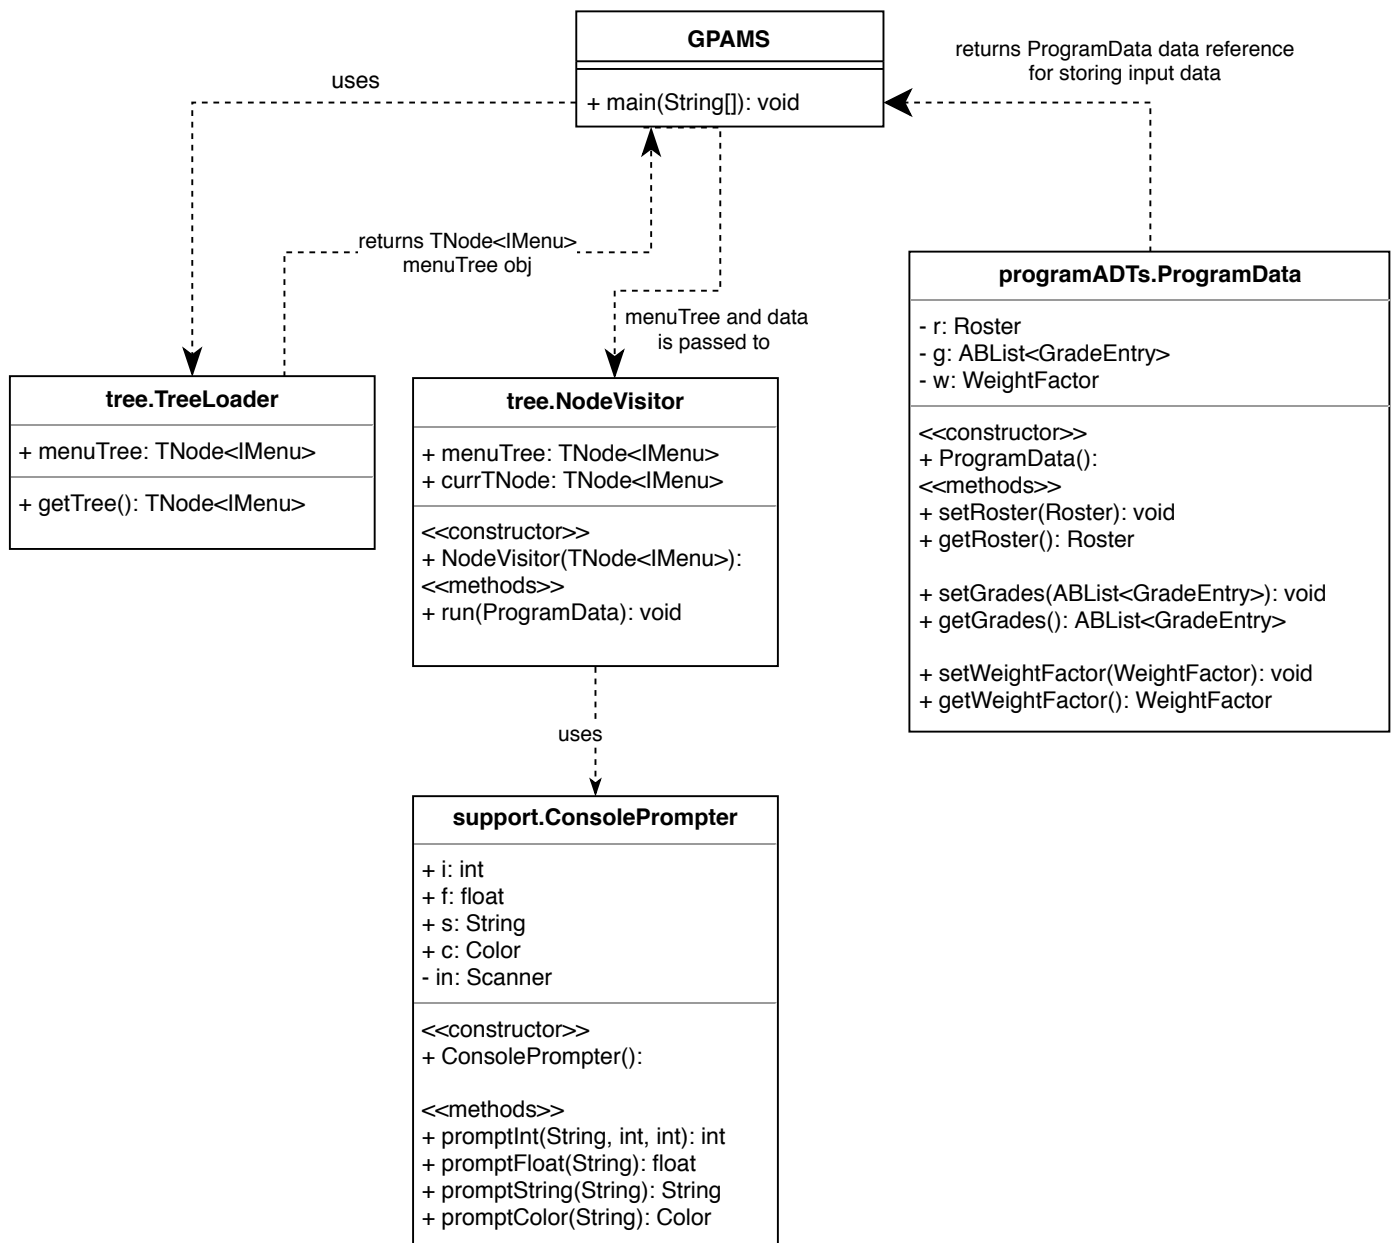 GPAMS
+ main(String[]): void
returns ProgramData data reference
for storing input data
uses
returns TNode<IMenu>
menuTree obj
menuTree and data
is passed to
tree.TreeLoader
+ menuTree: TNode<IMenu>
+ getTree(): TNode<IMenu>
tree.NodeVisitor
+ menuTree: TNode<IMenu>
+ currTNode: TNode<IMenu>
<<constructor>>
+ NodeVisitor(TNode<IMenu>):
<<methods>>
+ run(ProgramData): void
programADTs.ProgramData
- r: Roster
- g: ABList<GradeEntry>
- w: WeightFactor
<<constructor>>
+ ProgramData():
<<methods>>
+ setRoster(Roster): void
+ getRoster(): Roster
+ setGrades(ABList<GradeEntry>): void
+ getGrades(): ABList<GradeEntry>
+ setWeightFactor(WeightFactor): void
+ getWeightFactor(): WeightFactor
uses
support.ConsolePrompter
+ i: int
+ f: float
+ s: String
+ c: Color
- in: Scanner
<<constructor>>
+ ConsolePrompter():
<<methods>>
+ promptInt(String, int, int): int
+ promptFloat(String): float
+ promptString(String): String
+ promptColor(String): Color